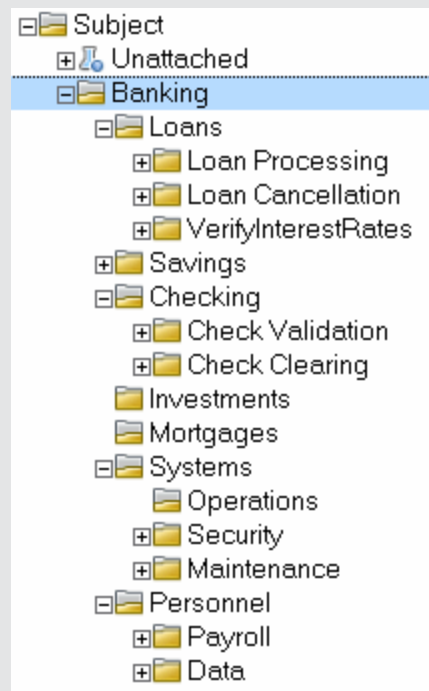 Subject
Unattached
Banking
Loans
Loan Processing
Loan Cancellation
VerifyInterestRates
Savings
Checking
Check Validation
Check Clearing
Investments
Mortgages
Systems
Operations
Security
Maintenance
Personnel
Payroll
Data